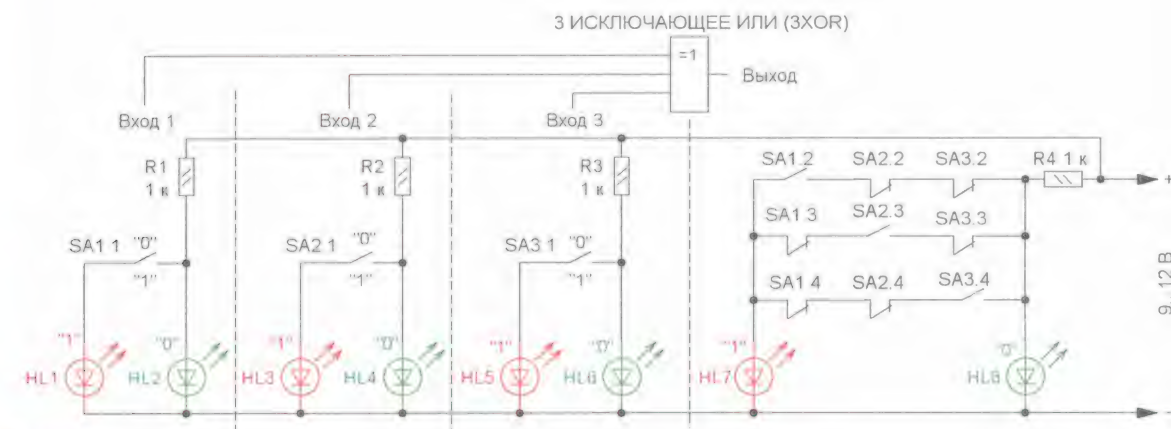 3 ИСКЛЮЧАЮЩЕЕ ИЛИ (3XOR)
=1
Выход
Вход 1
Вход 2
Вход 3
R1
1 к
R2
1 к
R3
1 к
SA1.2
SA2.2
SA3.2
R4 1 к
+
SA1 1
"0"
"1"
SA2 1
"0"
"1"
SA3 1
"0"
"1"
SA1 3
SA2.3
SA3.3
SA1 4
SA2.4
SA3.4
9...12 В
"1"
"0"
"1"
"0"
"1"
"0"
"1"
"0"
HL1
HL2
HL3
HL4
HL5
HL6
HL7
HL8
-